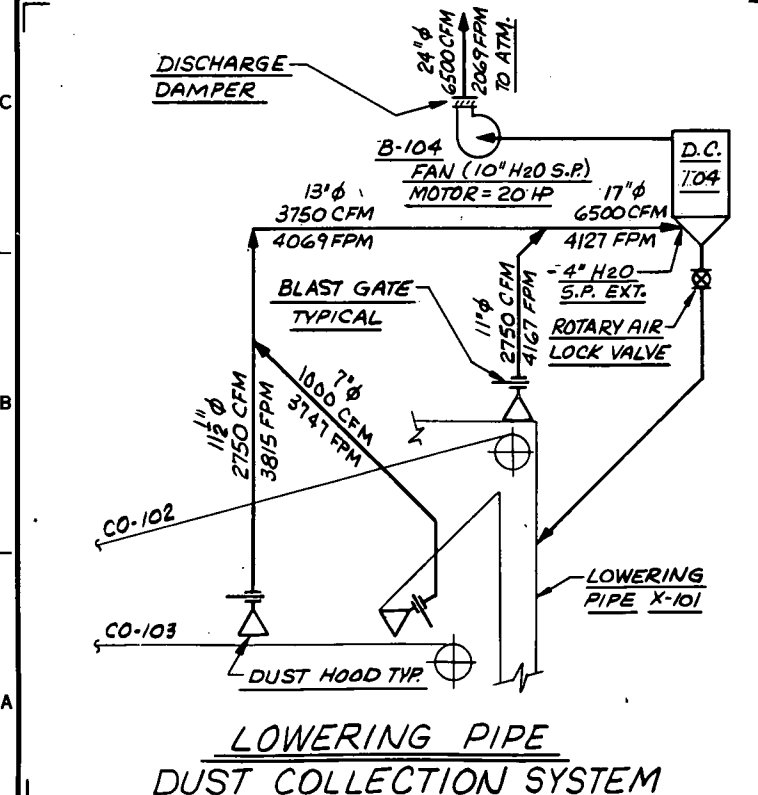 C
B
A
DISCHARGE
DAMPER
24"φ
6500 CFM
2069 FPM
TO ATM.
B-104
FAN (10" H2O S.P.)
MOTOR = 20 HP
D.C.
104
13"φ
3750 CFM
4069 FPM
17"φ
6500 CFM
4127 FPM
-4" H2O
S.P. EXT.
BLAST GATE
TYPICAL
11"φ
2750 CFM
4167 FPM
ROTARY AIR
LOCK VALVE
11 1/2"φ
2750 CFM
3815 FPM
7"φ
1000 CFM
3747 FPM
CO-102
CO-103
LOWERING
PIPE X-101
DUST HOOD TYP.
LOWERING PIPE
DUST COLLECTION SYSTEM